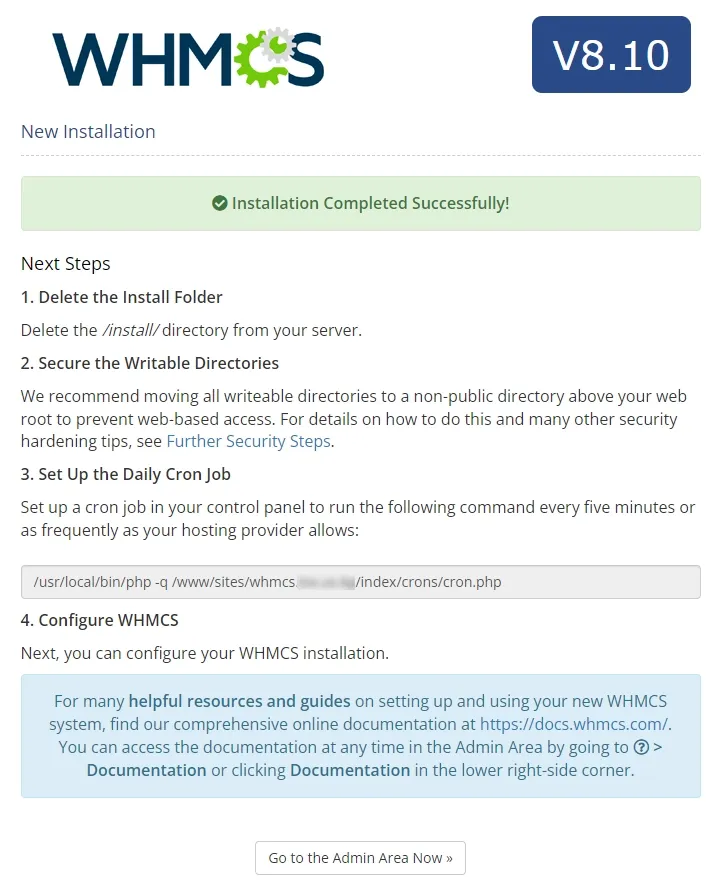 WHMCS
V8.10
New Installation
Installation Completed Successfully!
Next Steps
1. Delete the Install Folder
Delete the /install/ directory from your server.
2. Secure the Writable Directories
We recommend moving all writeable directories to a non-public directory above your web
root to prevent web-based access. For details on how to do this and many other security
hardening tips, see Further Security Steps.
3. Set Up the Daily Cron Job
Set up a cron job in your control panel to run the following command every five minutes or
as frequently as your hosting provider allows:
/usr/local/bin/php -q /www/sites/whmcs./index/crons/cron.php
4. Configure WHMCS
Next, you can configure your WHMCS installation.
For many helpful resources and guides on setting up and using your new WHMCS
system, find our comprehensive online documentation at https://docs.whmcs.com/.
You can access the documentation at any time in the Admin Area by going to ? >
Documentation or clicking Documentation in the lower right-side corner.
Go to the Admin Area Now »